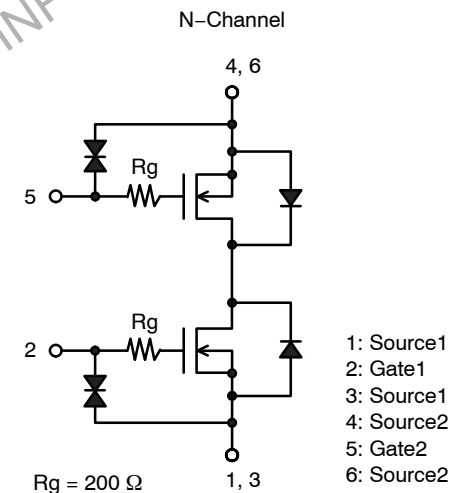 N−Channel
4, 6
Rg
5
Rg
2
1: Source1
2: Gate1
3: Source1
4: Source2
5: Gate2
6: Source2
Rg = 200 Ω
1, 3